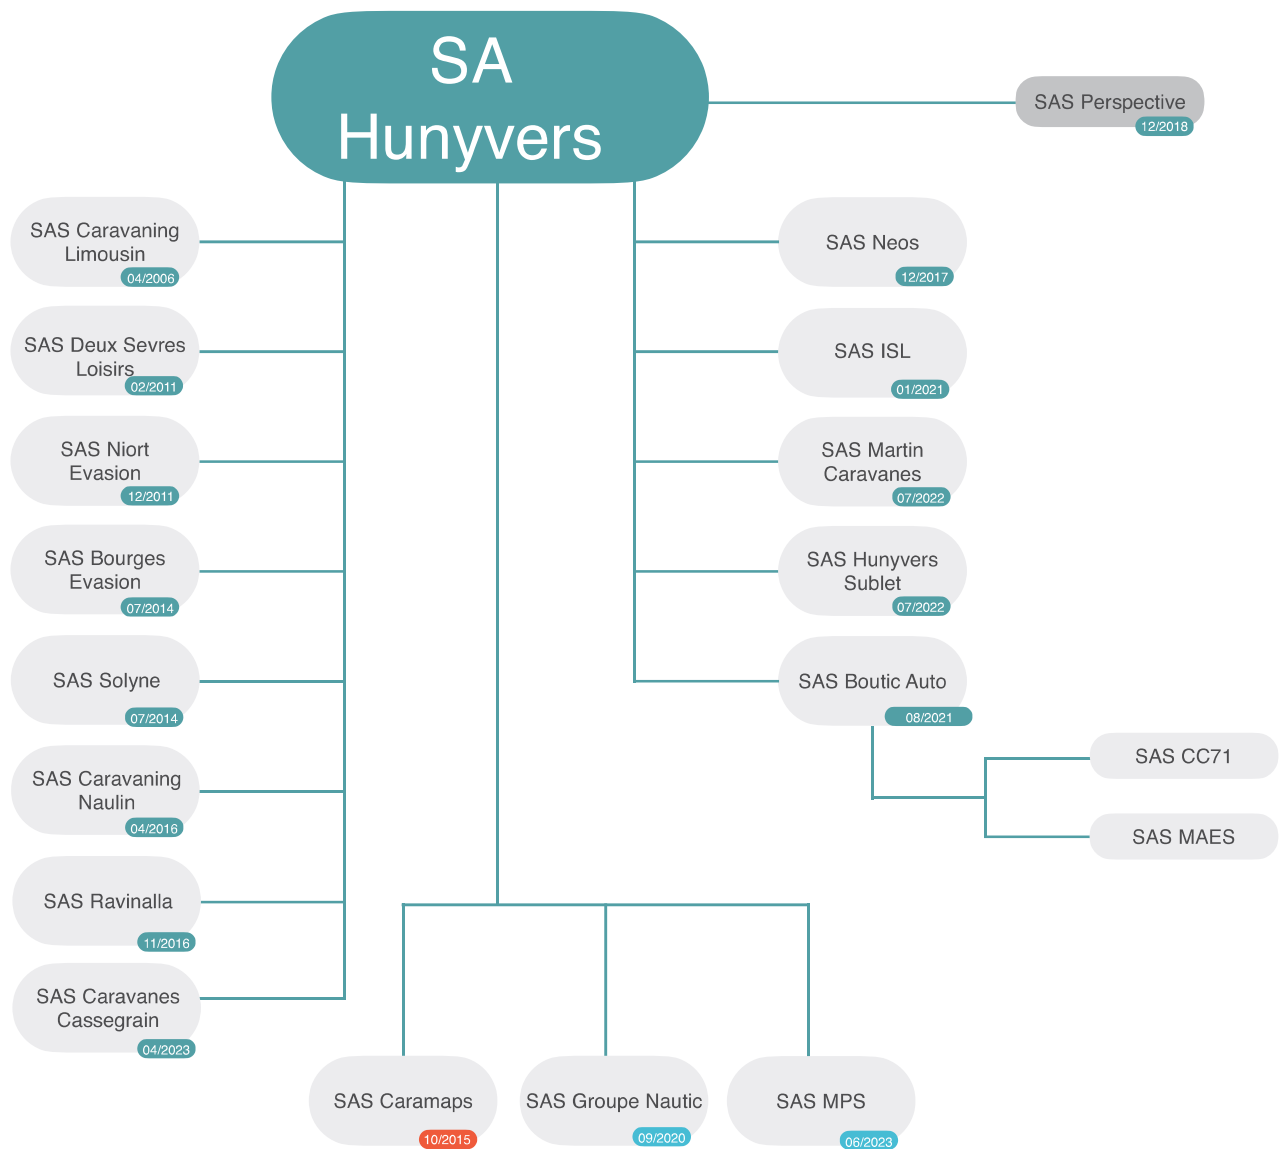 SA
Hunyvers
SAS Perspective
12/2018
SAS Caravaning
Limousin
04/2006
SAS Deux Sevres
Loisirs
02/2011
SAS Niort
Evasion
12/2011
SAS Bourges
Evasion
07/2014
SAS Solyne
07/2014
SAS Caravaning
Naulin
04/2016
SAS Ravinalla
11/2016
SAS Caravanes
Cassegrain
04/2023
SAS Neos
12/2017
SAS ISL
01/2021
SAS Martin
Caravanes
07/2022
SAS Hunyvers
Sublet
07/2022
SAS Boutic Auto
08/2021
SAS CC71
SAS MAES
SAS Caramaps
10/2015
SAS Groupe Nautic
09/2020
SAS MPS
06/2023